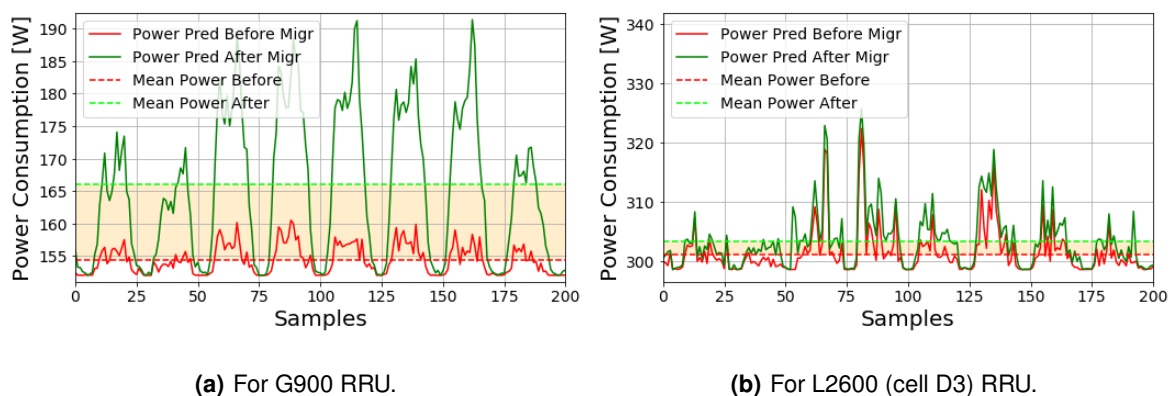 Power Consumption [W]
190
185
180
175
170
165
160
155
Power Pred Before Migr
Power Pred After Migr
Mean Power Before
Mean Power After
0 25 50 75 100 125 150 175 200
Samples
(a) For G900 RRU.
Power Consumption [W]
340
330
320
310
300
Power Pred Before Migr
Power Pred After Migr
Mean Power Before
Mean Power After
0 25 50 75 100 125 150 175 200
Samples
(b) For L2600 (cell D3) RRU.